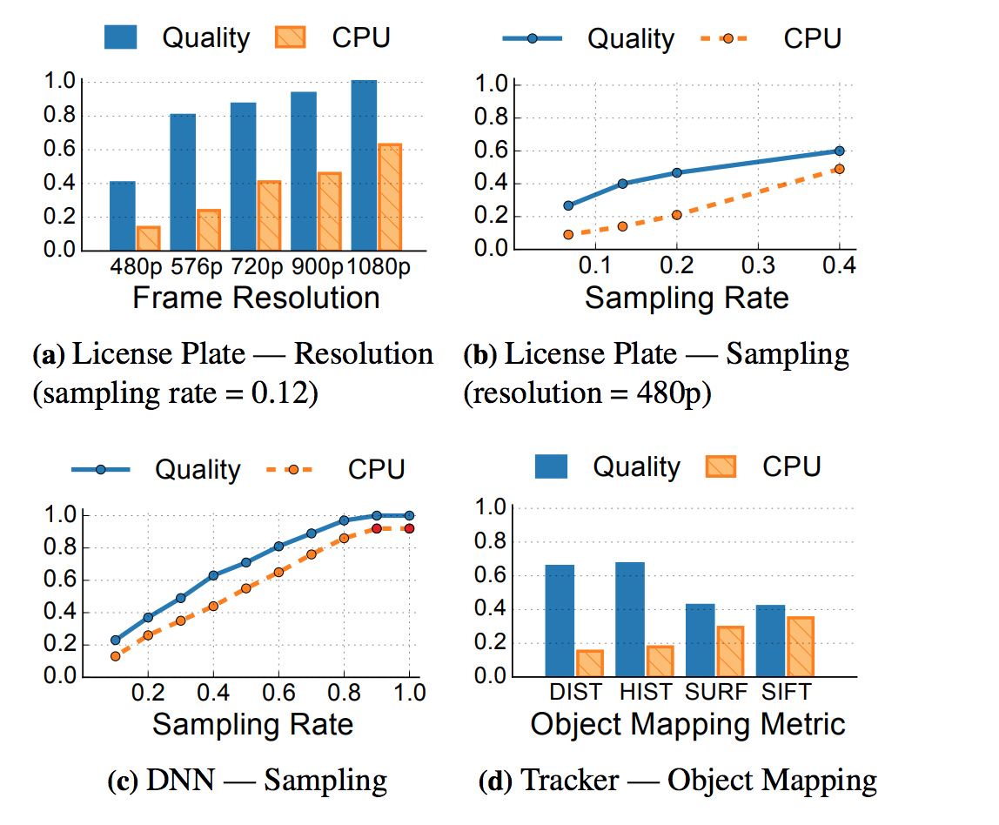 Quality CPU
1.0
0.8
0.6
0.4
0.2
0.0
480p 576p 720p 900p 1080p
Frame Resolution
(a) License Plate — Resolution
(sampling rate = 0.12)
Quality CPU
1.0
0.8
0.6
0.4
0.2
0.0
0.1 0.2 0.3 0.4
Sampling Rate
(b) License Plate — Sampling
(resolution = 480p)
Quality CPU
1.0
0.8
0.6
0.4
0.2
0.0
0.2 0.4 0.6 0.8 1.0
Sampling Rate
(c) DNN — Sampling
Quality CPU
1.0
0.8
0.6
0.4
0.2
0.0
DIST HIST SURF SIFT
Object Mapping Metric
(d) Tracker — Object Mapping